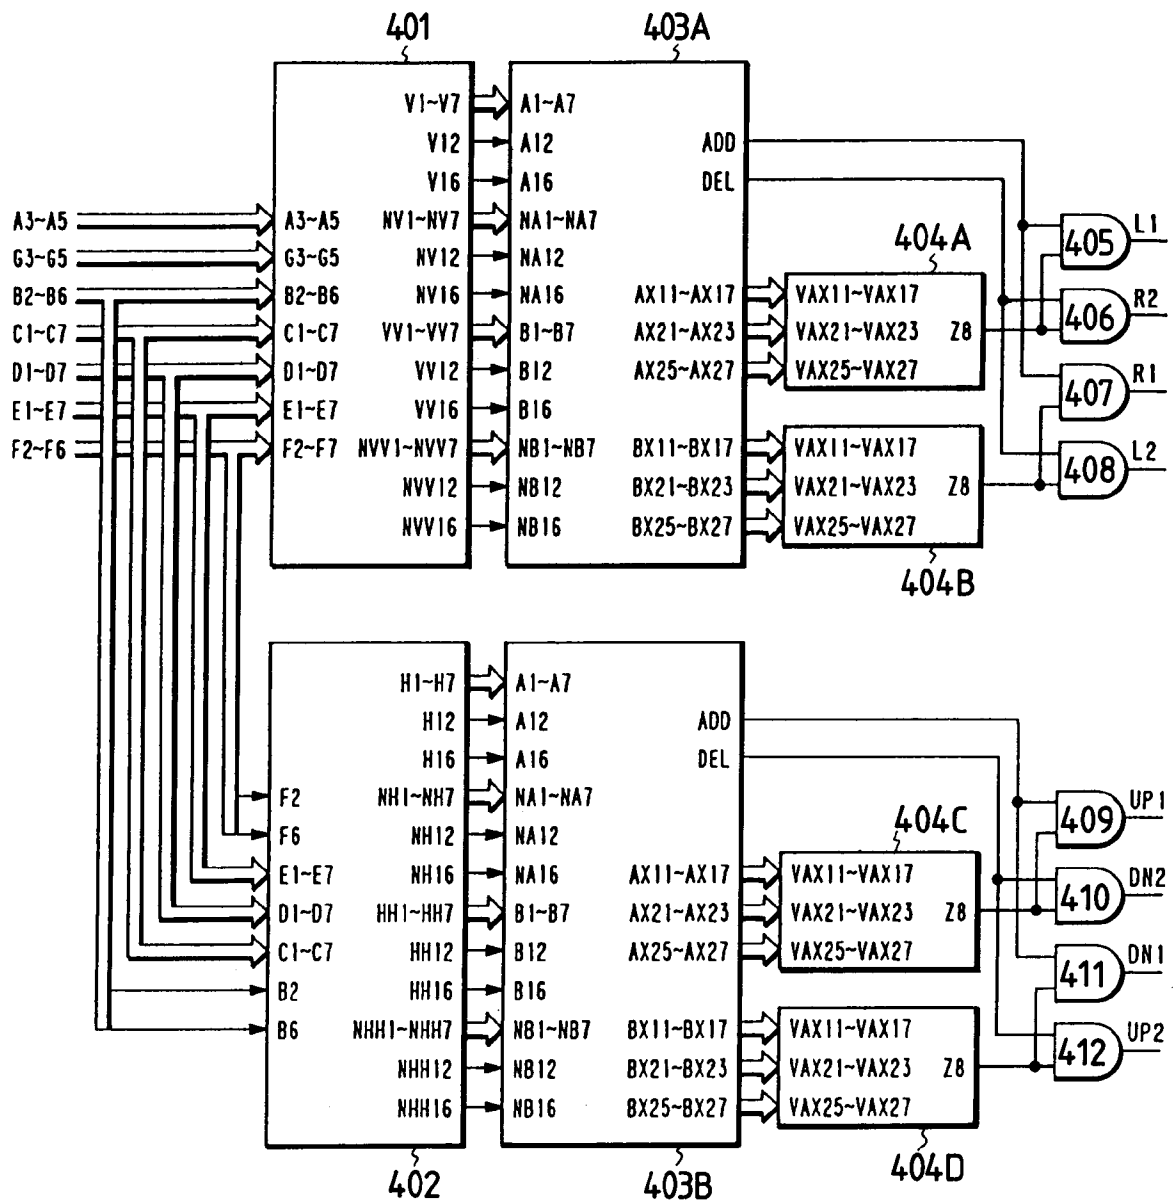 401
403A
V1~V7
A1~A7
V12
A12
ADD
V16
A16
DEL
A3~A5
A3~A5
NV1~NV7
NA1~NA7
404A
405
L1
G3~G5
G3~G5
NV12
NA12
B2~B6
B2~B6
NV16
NA16
AX11~AX17
VAX11~VAX17
406
R2
C1~C7
C1~C7
VV1~VV7
B1~B7
AX21~AX23
VAX21~VAX23
Z8
D1~D7
D1~D7
VV12
B12
AX25~AX27
VAX25~VAX27
407
R1
E1~E7
E1~E7
VV16
B16
F2~F6
F2~F7
NVV1~NVV7
NB1~NB7
BX11~BX17
VAX11~VAX17
408
L2
NVV12
NB12
BX21~BX23
VAX21~VAX23
Z8
NVV16
NB16
BX25~BX27
VAX25~VAX27
404B
H1~H7
A1~A7
H12
A12
ADD
H16
A16
DEL
F2
NH1~NH7
NA1~NA7
409
UP1
F6
NH12
NA12
404C
E1~E7
NH16
NA16
AX11~AX17
VAX11~VAX17
410
DN2
D1~D7
HH1~HH7
B1~B7
AX21~AX23
VAX21~VAX23
Z8
C1~C7
HH12
B12
AX25~AX27
VAX25~VAX27
411
DN1
B2
HH16
B16
B6
NHH1~NHH7
NB1~NB7
BX11~BX17
VAX11~VAX17
412
UP2
NHH12
NB12
BX21~BX23
VAX21~VAX23
Z8
NHH16
NB16
BX25~BX27
VAX25~VAX27
402
403B
404D